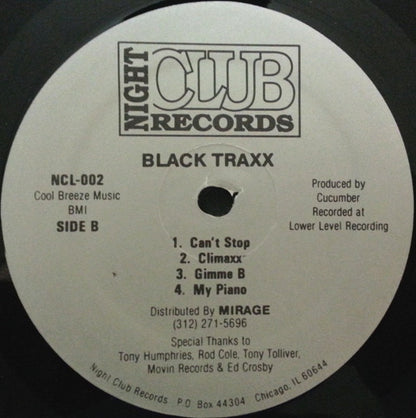 NIGHT CLUB
RECORDS
BLACK TRAXX
NCL-002
Cool Breeze Music
BMI
SIDE B
Produced by
Cucumber
Recorded at
Lower Level Recording
1. Can't Stop
2. Climaxx
3. Gimme B
4. My Piano
Distributed By MIRAGE
(312) 271-5696
Special Thanks to
Tony Humphries, Rod Cole, Tony Tolliver,
Movin Records & Ed Crosby
Night Club Records P O Box 44304 Chicago, IL 60644